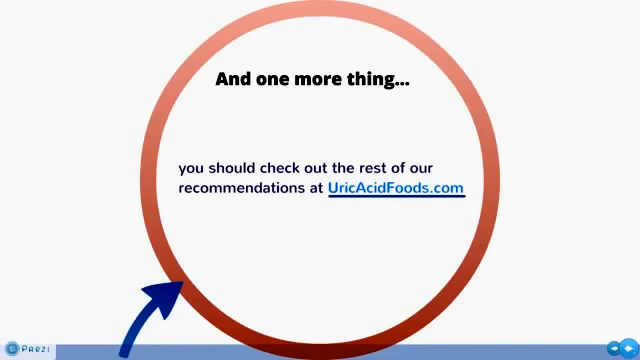 And one more thing...
you should check out the rest of our
recommendations at UricAcidFoods.com
Prezi